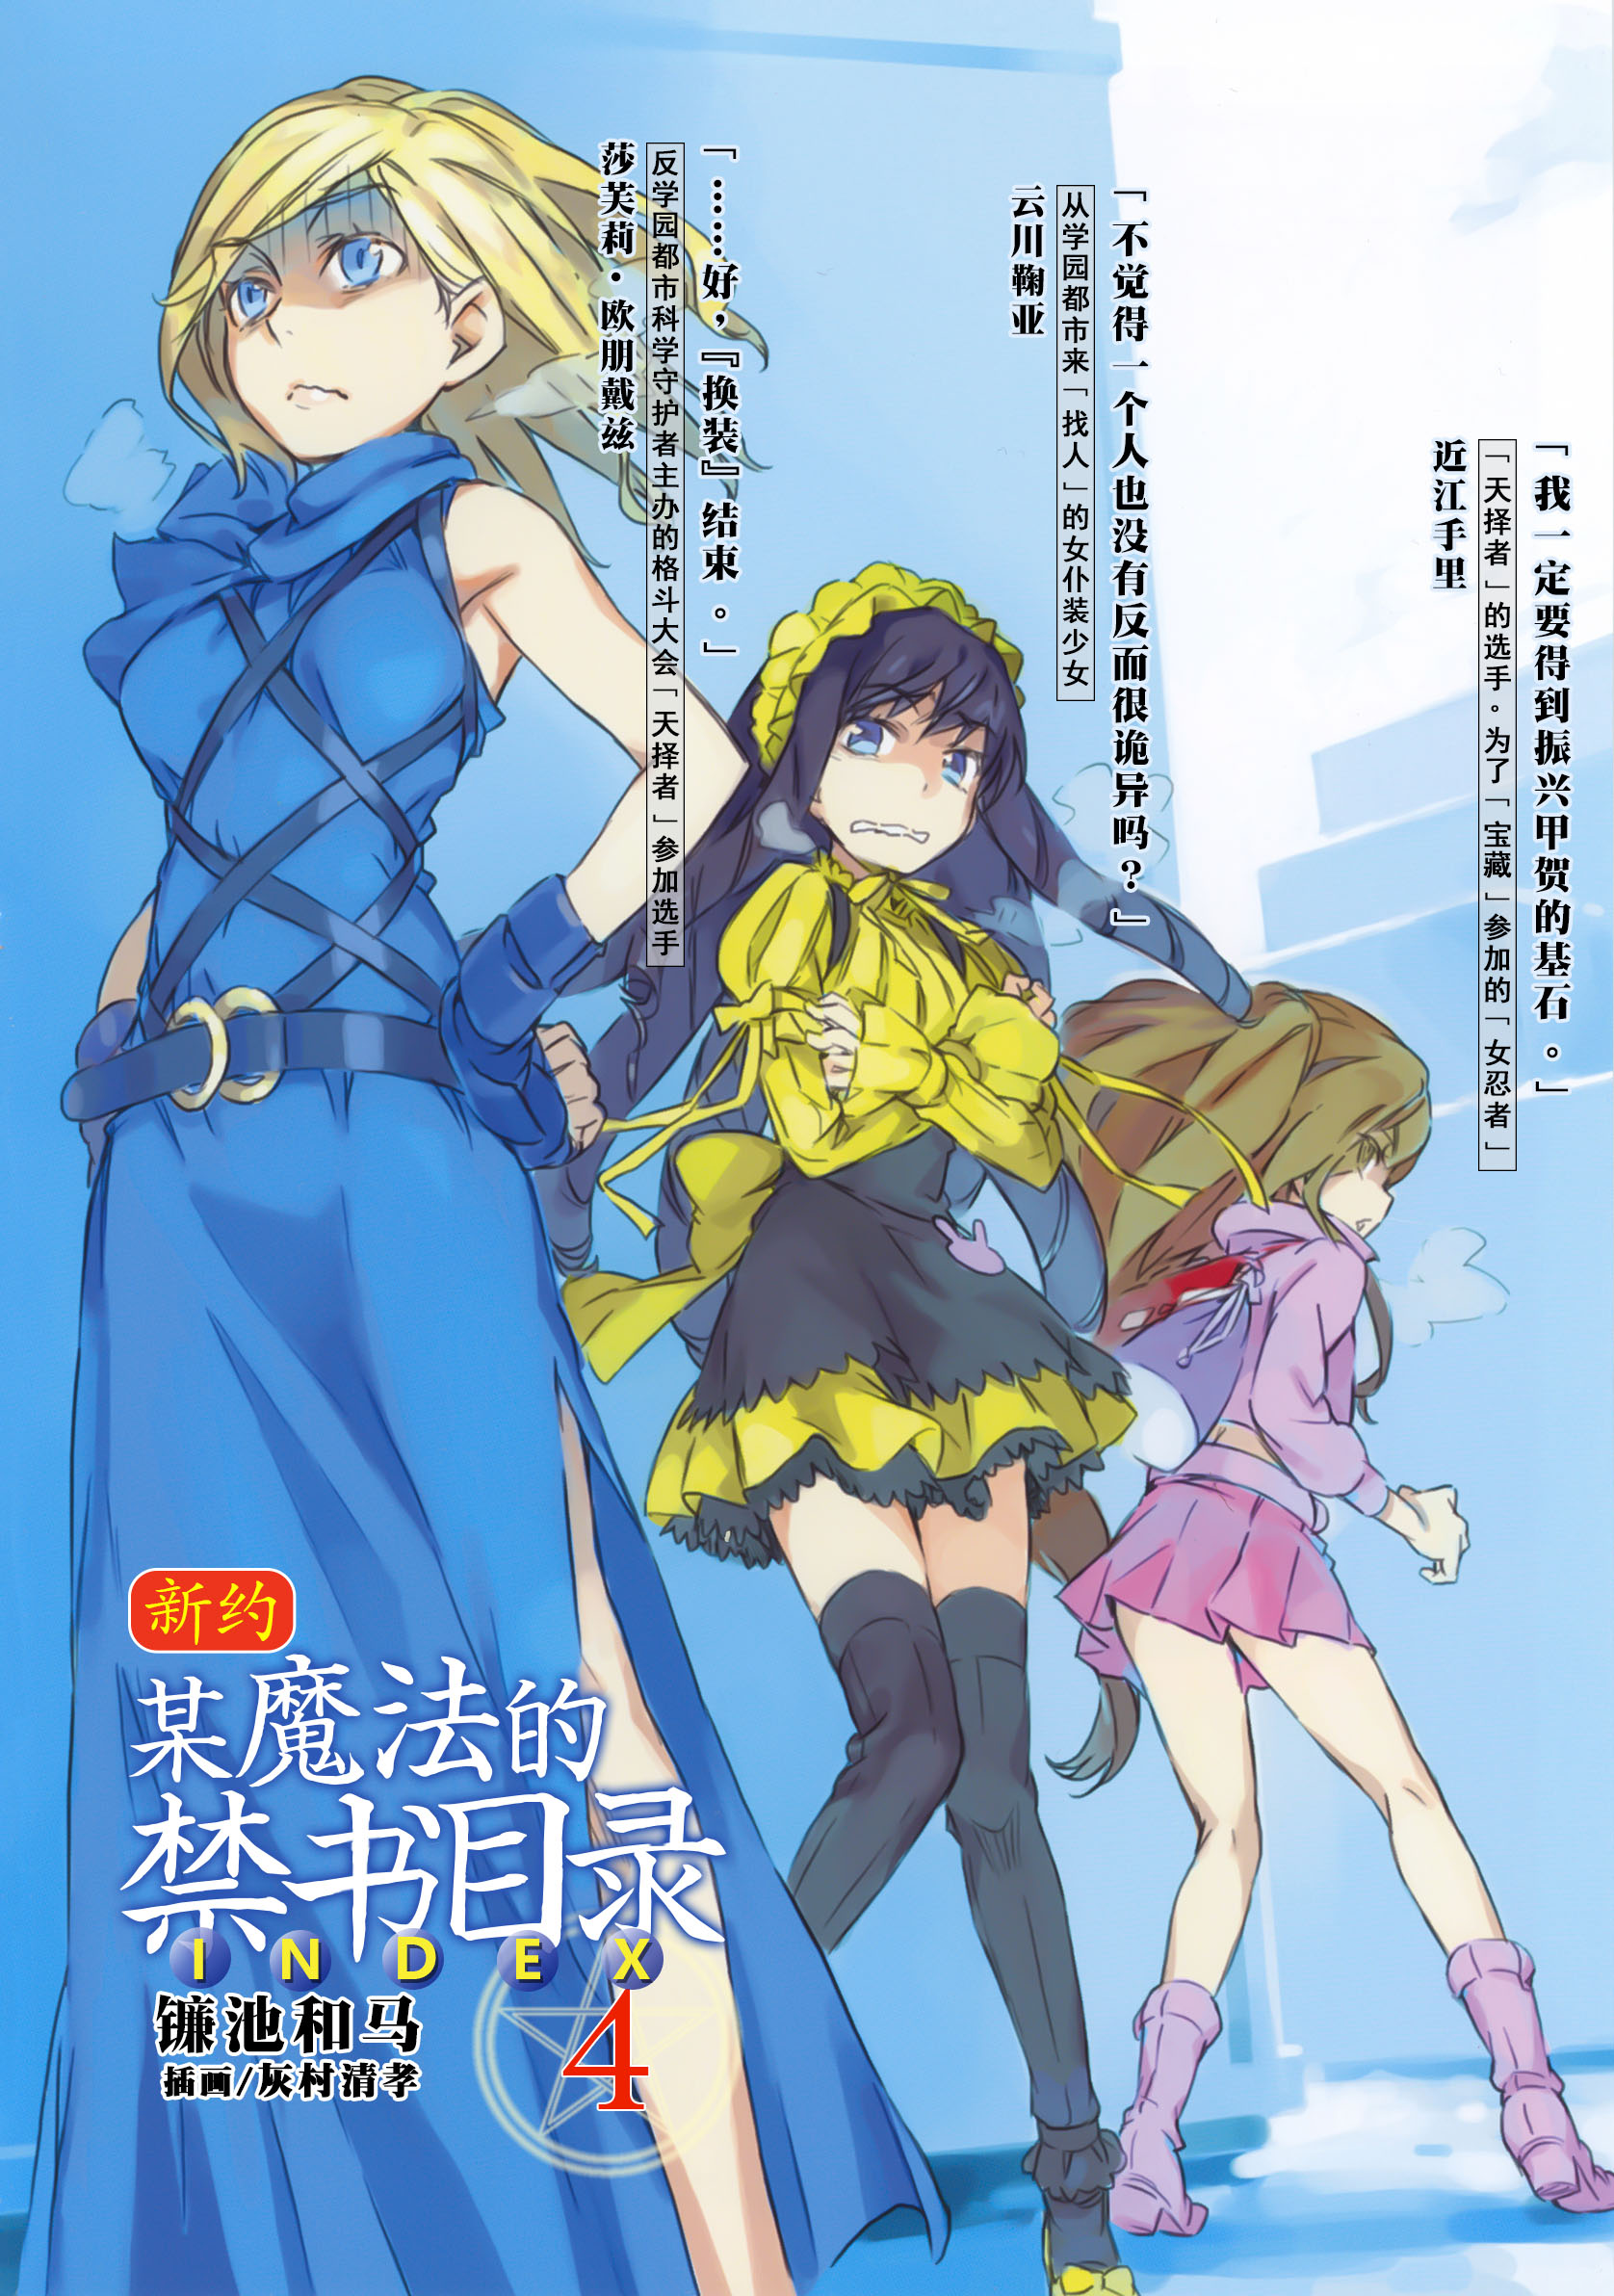 「我一定要得到振兴甲贺的基石。」
「天择者」的选手。为了「宝藏」参加的「女忍者」
近江手里
「不觉得一个人也没有反而很诡异吗？」
从学园都市来「找人」的女仆装少女
云川鞠亚
「……好，『换装』结束。」
反学园都市科学守护者主办的格斗大会「天择者」参加选手
莎芙莉·欧朋戴兹
新约
某魔法的
禁书目录
INDEX
4
镰池和马
插画/灰村清孝